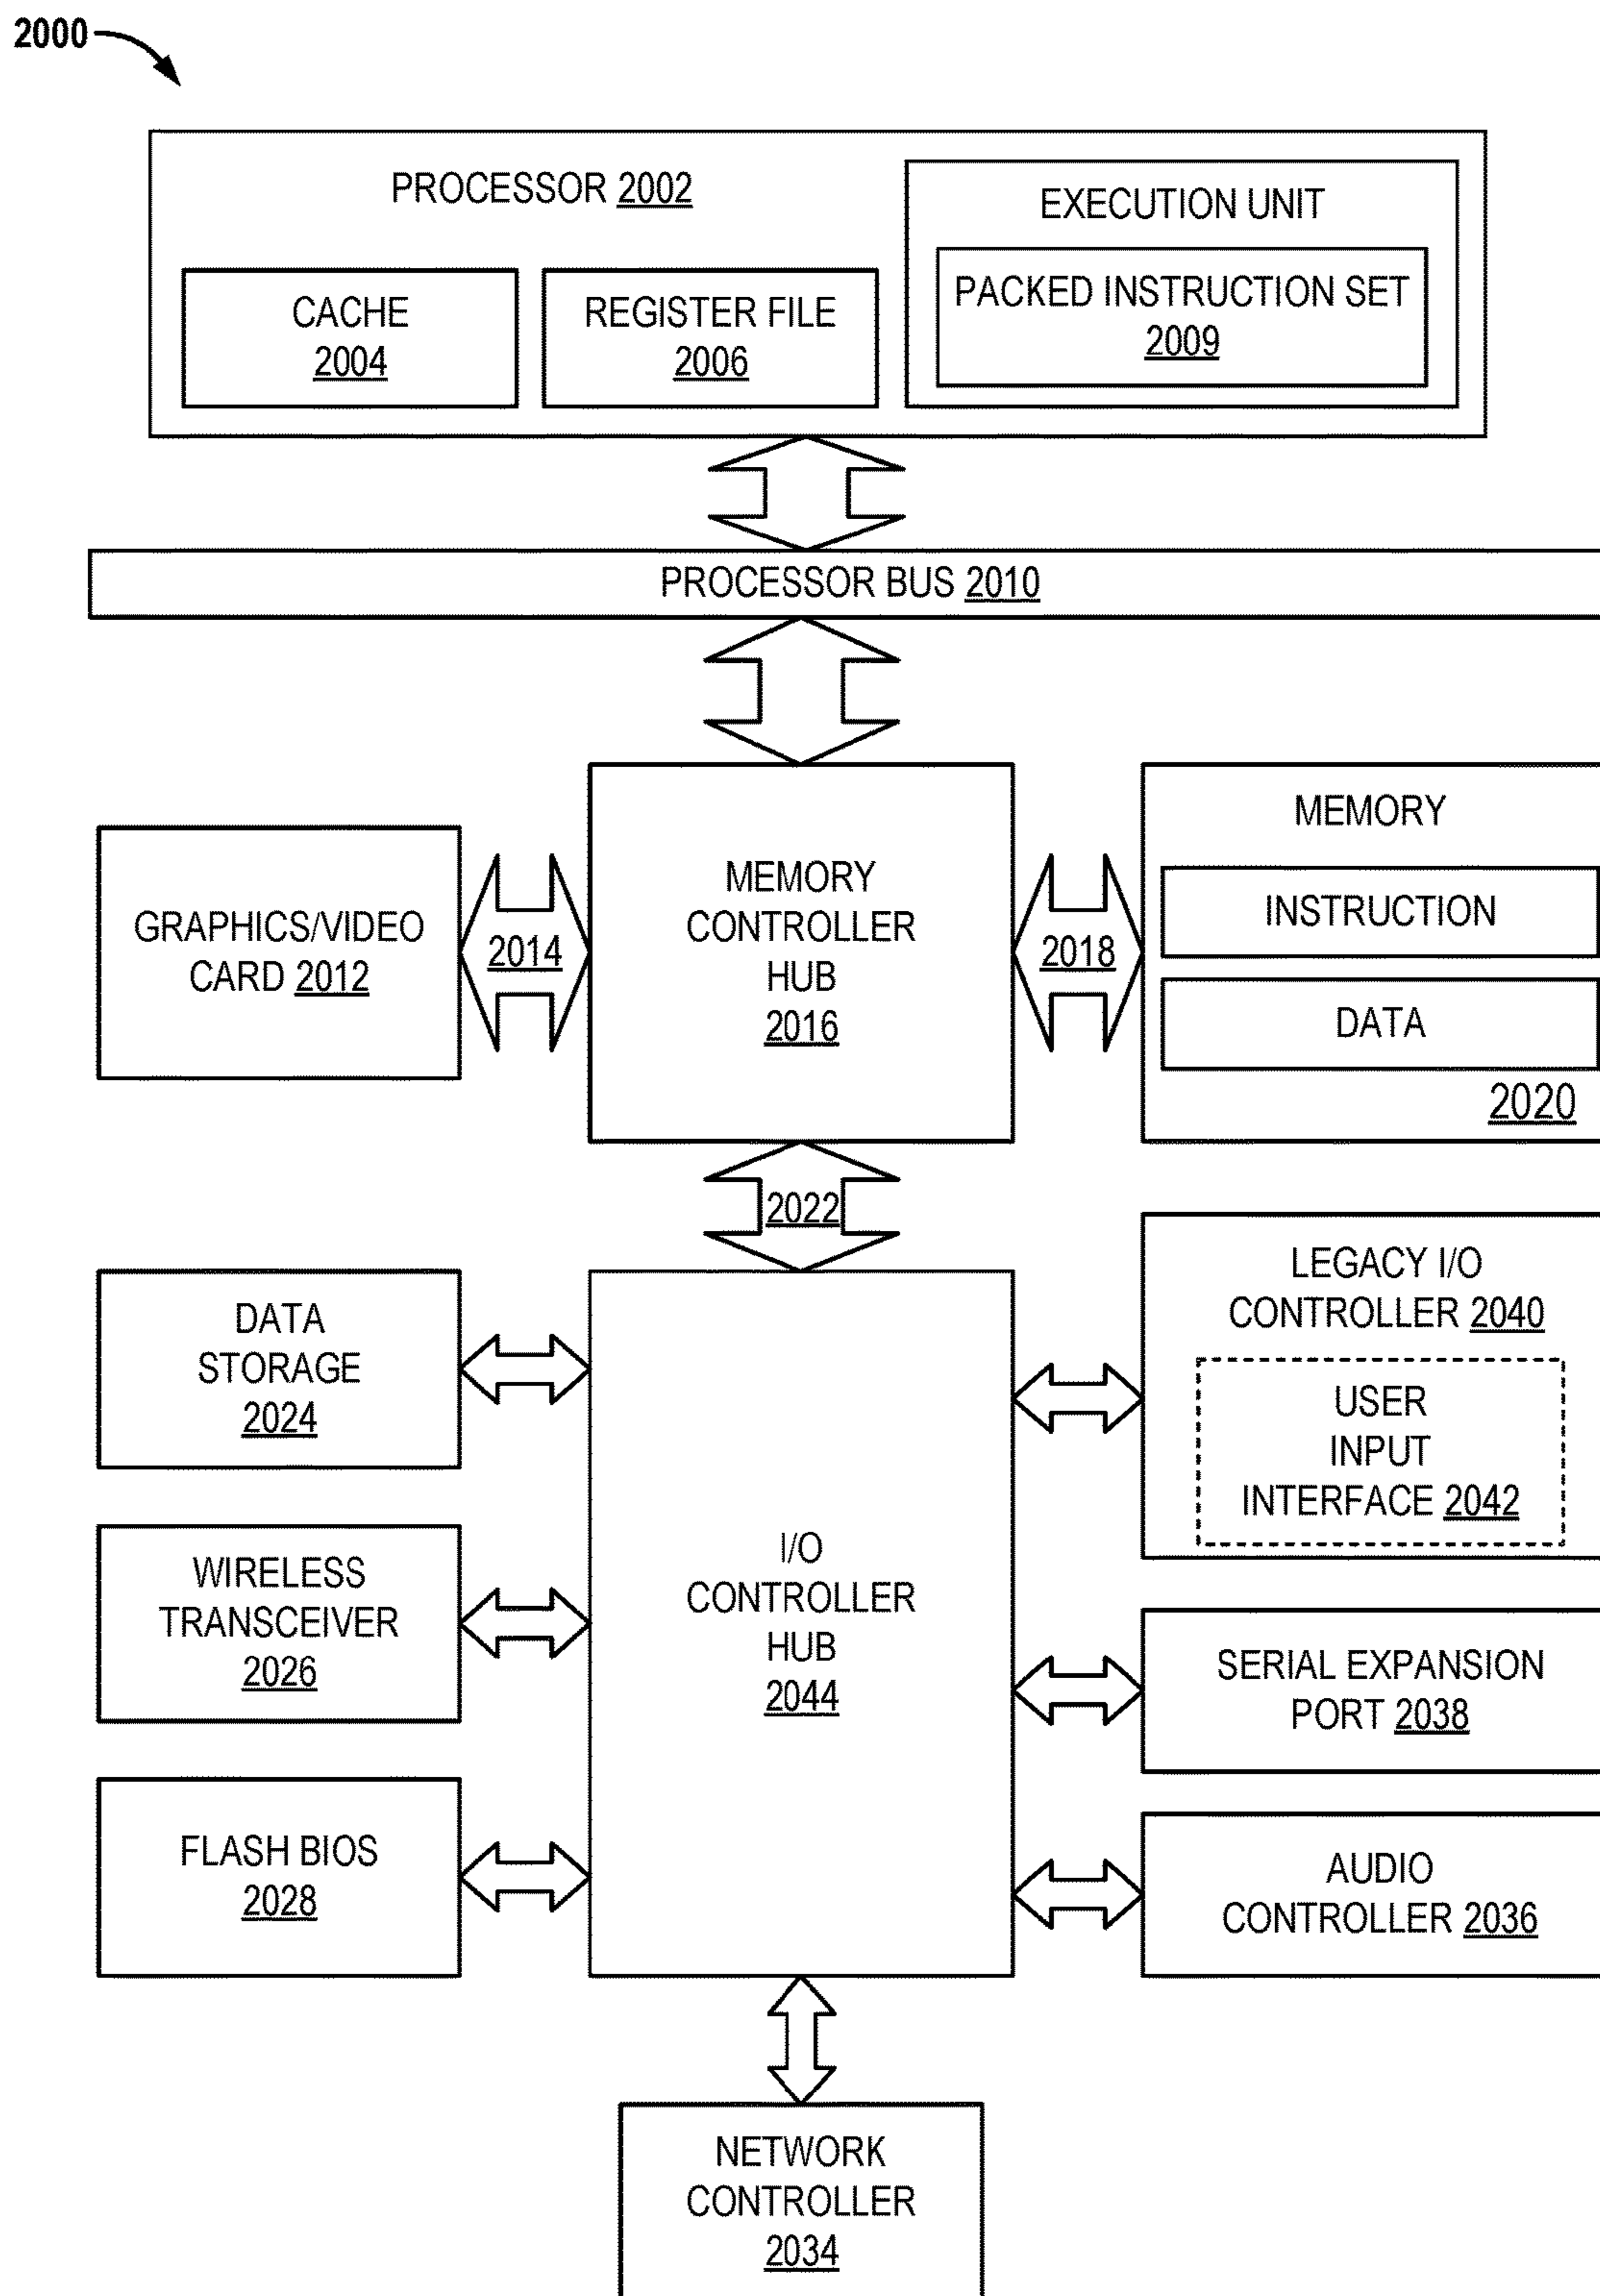 2000
PROCESSOR 2002
EXECUTION UNIT
PACKED INSTRUCTION SET
2009
CACHE
2004
REGISTER FILE
2006
PROCESSOR BUS 2010
GRAPHICS/VIDEO
CARD 2012
2014
MEMORY
CONTROLLER
HUB
2016
2018
MEMORY
INSTRUCTION
DATA
2020
2022
DATA
STORAGE
2024
WIRELESS
TRANSCEIVER
2026
FLASH BIOS
2028
I/O
CONTROLLER
HUB
2044
LEGACY I/O
CONTROLLER 2040
USER
INPUT
INTERFACE 2042
SERIAL EXPANSION
PORT 2038
AUDIO
CONTROLLER 2036
NETWORK
CONTROLLER
2034